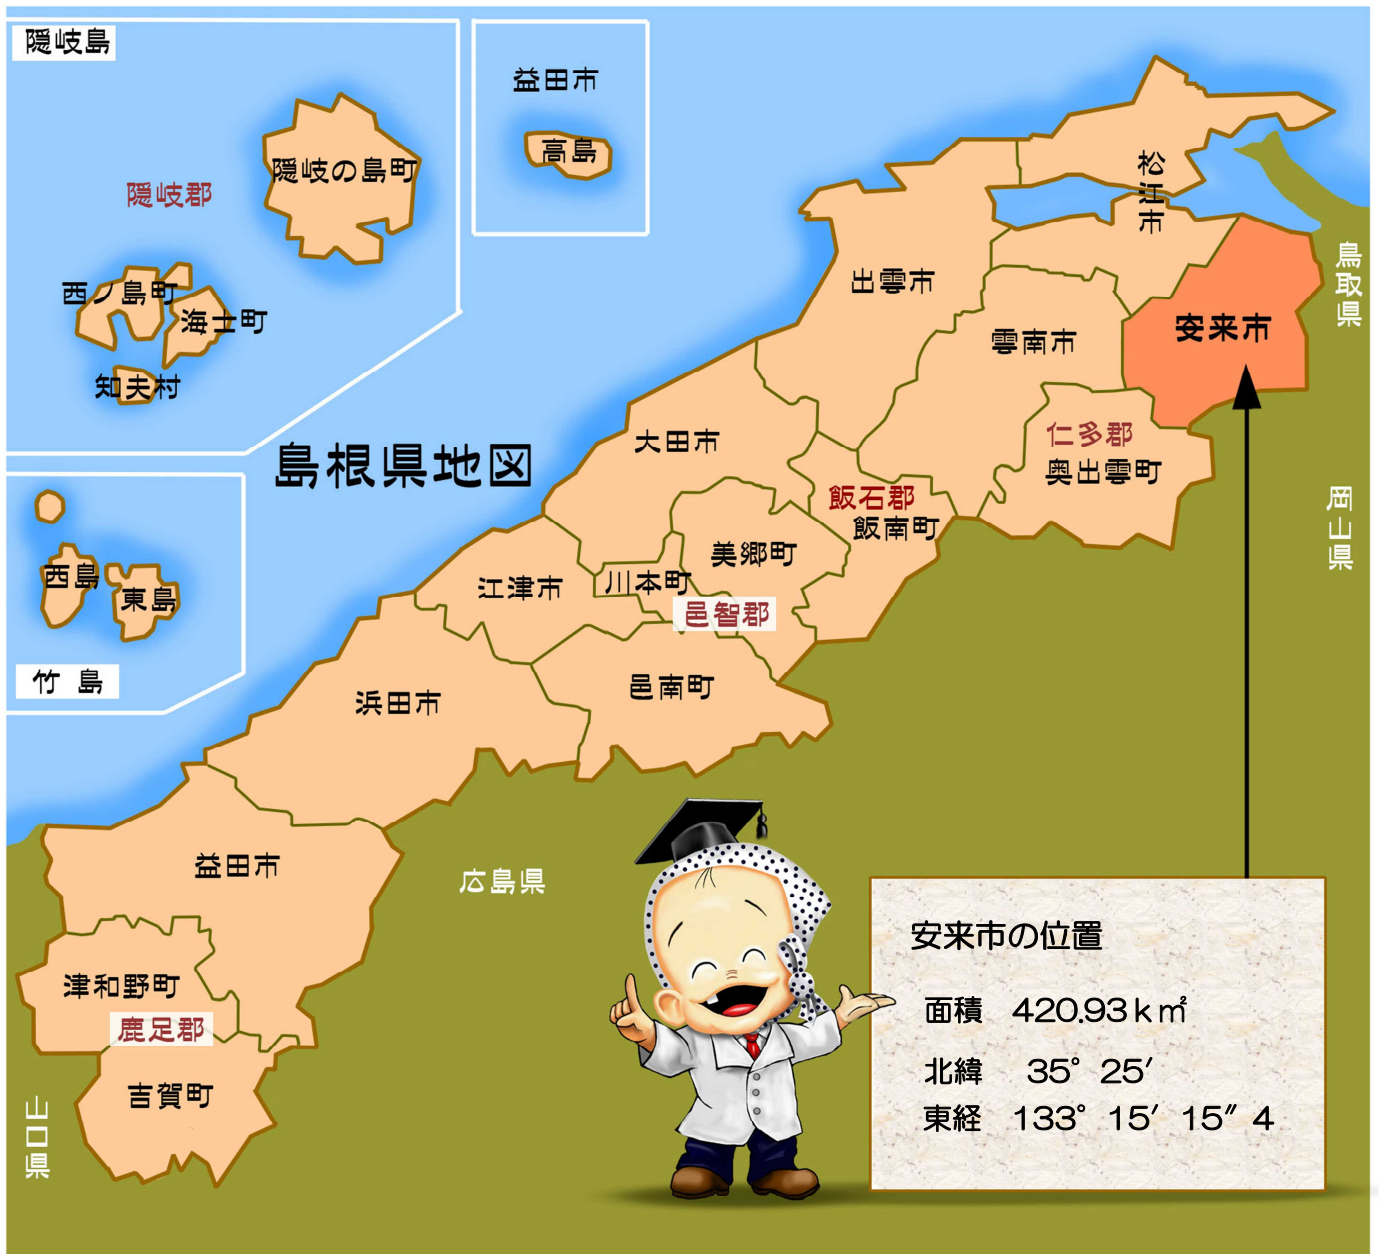 隠岐島
益田市
高島
隠岐の島町
隠岐郡
松江市
西ノ島町
海士町
知夫村
出雲市
鳥取県
安来市
雲南市
島根県地図
大田市
仁多郡
奥出雲町
飯石郡
飯南町
岡山県
美郷町
川本町
江津市
邑智郡
西島
東島
竹島
浜田市
邑南町
益田市
広島県
津和野町
鹿足郡
吉賀町
山口県
安来市の位置
面積 420.93k㎡
北緯 35°25′
東経 133°15′15″4